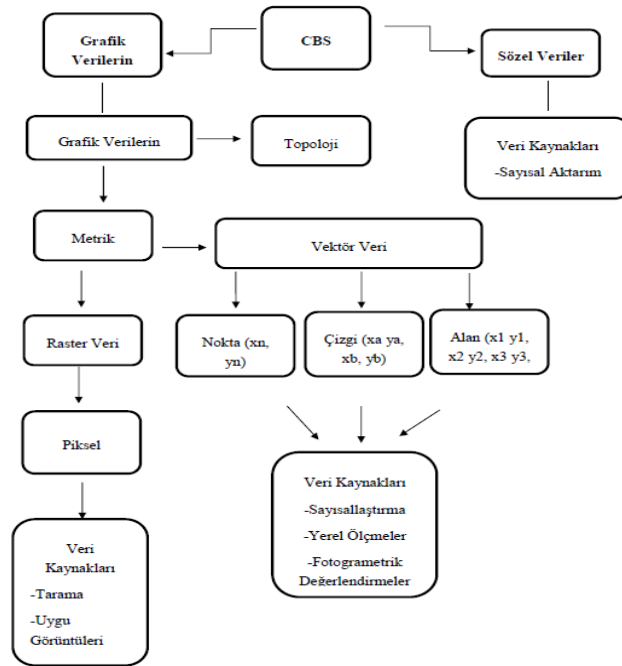 Grafik
Verilerin
CBS
Sözel Veriler
Grafik Verilerin
Topoloji
Veri Kaynakları
-Sayısal Aktarım
Metrik
Vektör Veri
Raster Veri
Nokta (xn,
yn)
Çizgi (xa ya,
xb, yb)
Alan (x1 y1,
x2 y2, x3 y3,
Piksel
Veri Kaynakları
-Sayısallaştırma
-Yerel Ölçmeler
-Fotogrametrik
Değerlendirmeler
Veri
Kaynakları
-Tarama
-Uygu
Görüntüleri